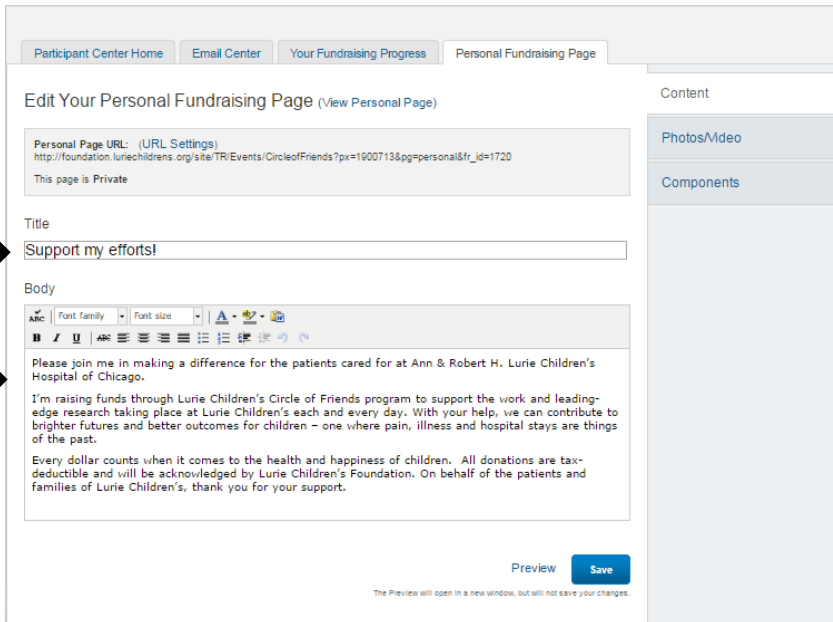 Participant Center Home Email Center Your Fundraising Progress Personal Fundraising Page
Edit Your Personal Fundraising Page (View Personal Page)
Personal Page URL: (URL Settings)
http://foundation.luriechildrens.org/site/TR/Events/CircleofFriends?px=1900713&pg=personal&fr_id=1720
This page is Private
Title
Support my efforts!
Body
ABC Font family Font size A ab
B I U ABC
Please join me in making a difference for the patients cared for at Ann & Robert H. Lurie Children's
Hospital of Chicago.
I'm raising funds through Lurie Children's Circle of Friends program to support the work and leading-
edge research taking place at Lurie Children's each and every day. With your help, we can contribute to
brighter futures and better outcomes for children – one where pain, illness and hospital stays are things
of the past.
Every dollar counts when it comes to the health and happiness of children. All donations are tax-
deductible and will be acknowledged by Lurie Children's Foundation. On behalf of the patients and
families of Lurie Children's, thank you for your support.
Preview Save
The Preview will open in a new window, but will not save your changes.
Content
Photos/Video
Components